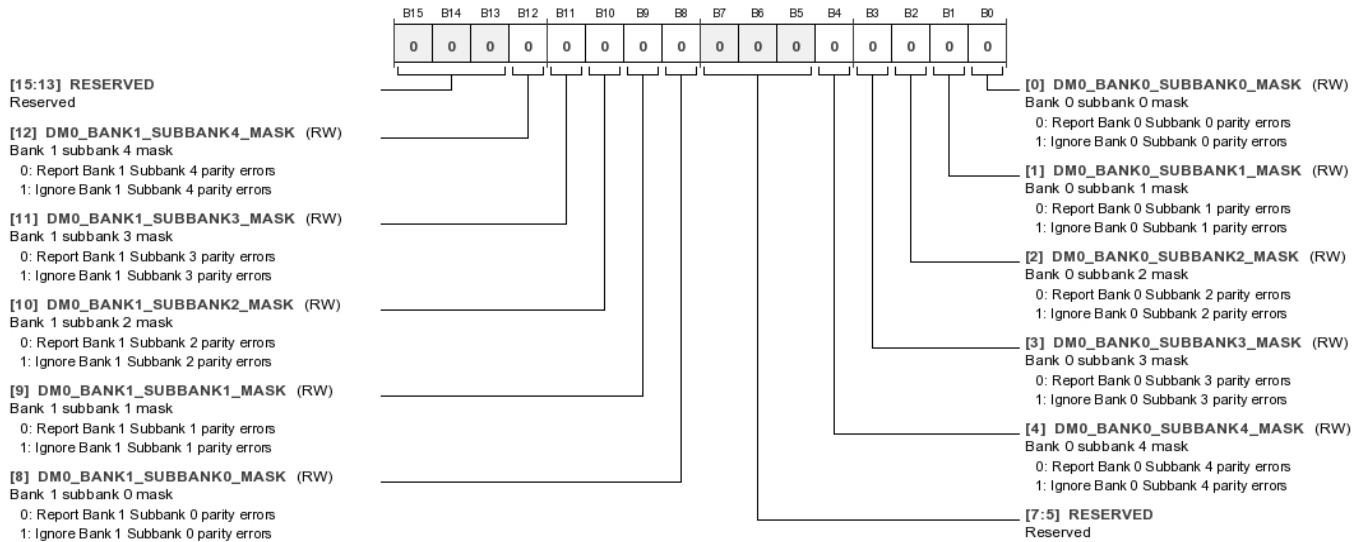 B15 B14 B13 B12 B11 B10 B9 B8 B7 B6 B5 B4 B3 B2 B1 B0
0 0 0 0 0 0 0 0 0 0 0 0 0 0 0 0
[15:13] RESERVED
Reserved
[12] DM0_BANK1_SUBBANK4_MASK (RW)
Bank 1 subbank 4 mask
0: Report Bank 1 Subbank 4 parity errors
1: Ignore Bank 1 Subbank 4 parity errors
[11] DM0_BANK1_SUBBANK3_MASK (RW)
Bank 1 subbank 3 mask
0: Report Bank 1 Subbank 3 parity errors
1: Ignore Bank 1 Subbank 3 parity errors
[10] DM0_BANK1_SUBBANK2_MASK (RW)
Bank 1 subbank 2 mask
0: Report Bank 1 Subbank 2 parity errors
1: Ignore Bank 1 Subbank 2 parity errors
[9] DM0_BANK1_SUBBANK1_MASK (RW)
Bank 1 subbank 1 mask
0: Report Bank 1 Subbank 1 parity errors
1: Ignore Bank 1 Subbank 1 parity errors
[8] DM0_BANK1_SUBBANK0_MASK (RW)
Bank 1 subbank 0 mask
0: Report Bank 1 Subbank 0 parity errors
1: Ignore Bank 1 Subbank 0 parity errors
[0] DM0_BANK0_SUBBANK0_MASK (RW)
Bank 0 subbank 0 mask
0: Report Bank 0 Subbank 0 parity errors
1: Ignore Bank 0 Subbank 0 parity errors
[1] DM0_BANK0_SUBBANK1_MASK (RW)
Bank 0 subbank 1 mask
0: Report Bank 0 Subbank 1 parity errors
1: Ignore Bank 0 Subbank 1 parity errors
[2] DM0_BANK0_SUBBANK2_MASK (RW)
Bank 0 subbank 2 mask
0: Report Bank 0 Subbank 2 parity errors
1: Ignore Bank 0 Subbank 2 parity errors
[3] DM0_BANK0_SUBBANK3_MASK (RW)
Bank 0 subbank 3 mask
0: Report Bank 0 Subbank 3 parity errors
1: Ignore Bank 0 Subbank 3 parity errors
[4] DM0_BANK0_SUBBANK4_MASK (RW)
Bank 0 subbank 4 mask
0: Report Bank 0 Subbank 4 parity errors
1: Ignore Bank 0 Subbank 4 parity errors
[7:5] RESERVED
Reserved